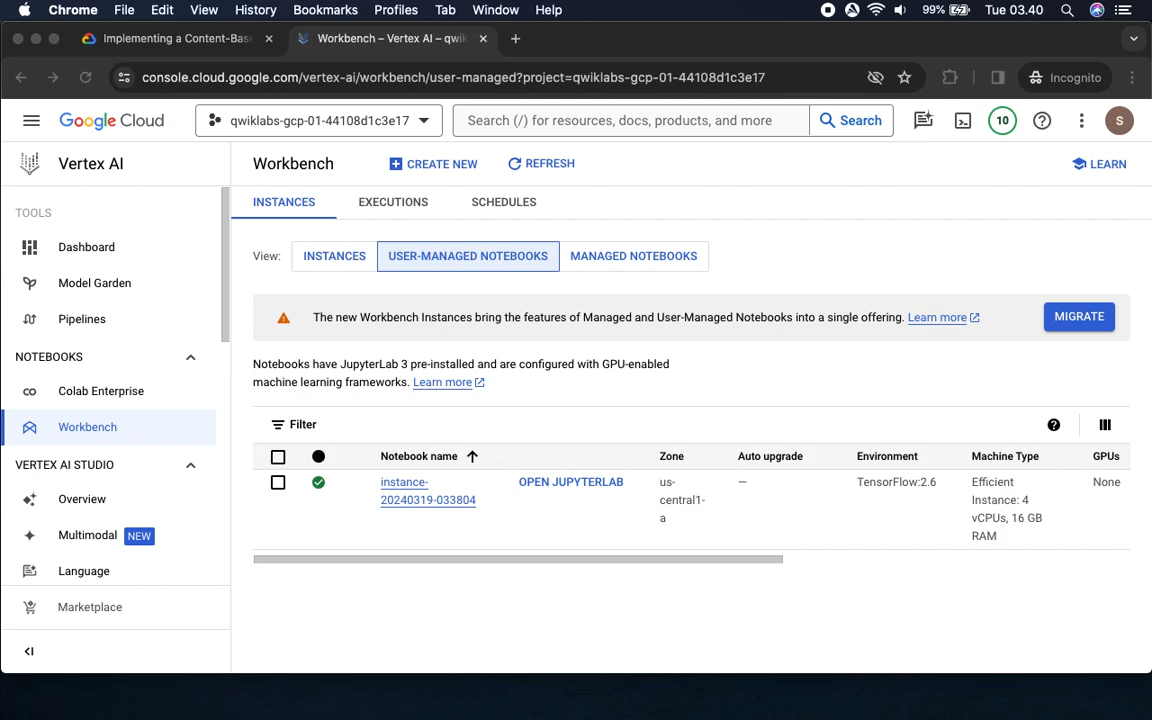 Chrome File Edit View History Bookmarks Profiles Tab Window Help 99% Tue 03.40
Implementing a Content-Base
Workbench – Vertex AI – qwik
console.cloud.google.com/vertex-ai/workbench/user-managed?project=qwiklabs-gcp-01-44108d1c3e17
Incognito
Google Cloud
qwiklabs-gcp-01-44108d1c3e17
Search (/) for resources, docs, products, and more
Search
10
S
Vertex AI
Workbench
CREATE NEW
REFRESH
LEARN
TOOLS
Dashboard
Model Garden
Pipelines
NOTEBOOKS
Colab Enterprise
Workbench
VERTEX AI STUDIO
Overview
Multimodal NEW
Language
Marketplace
INSTANCES EXECUTIONS SCHEDULES
View: INSTANCES USER-MANAGED NOTEBOOKS MANAGED NOTEBOOKS
The new Workbench Instances bring the features of Managed and User-Managed Notebooks into a single offering. Learn more
MIGRATE
Notebooks have JupyterLab 3 pre-installed and are configured with GPU-enabled
machine learning frameworks. Learn more
Filter
Notebook name Zone Auto upgrade Environment Machine Type GPUs
instance-
20240319-033804
OPEN JUPYTERLAB
us-
central1-
a
—
TensorFlow:2.6
Efficient
Instance: 4
vCPUs, 16 GB
RAM
None